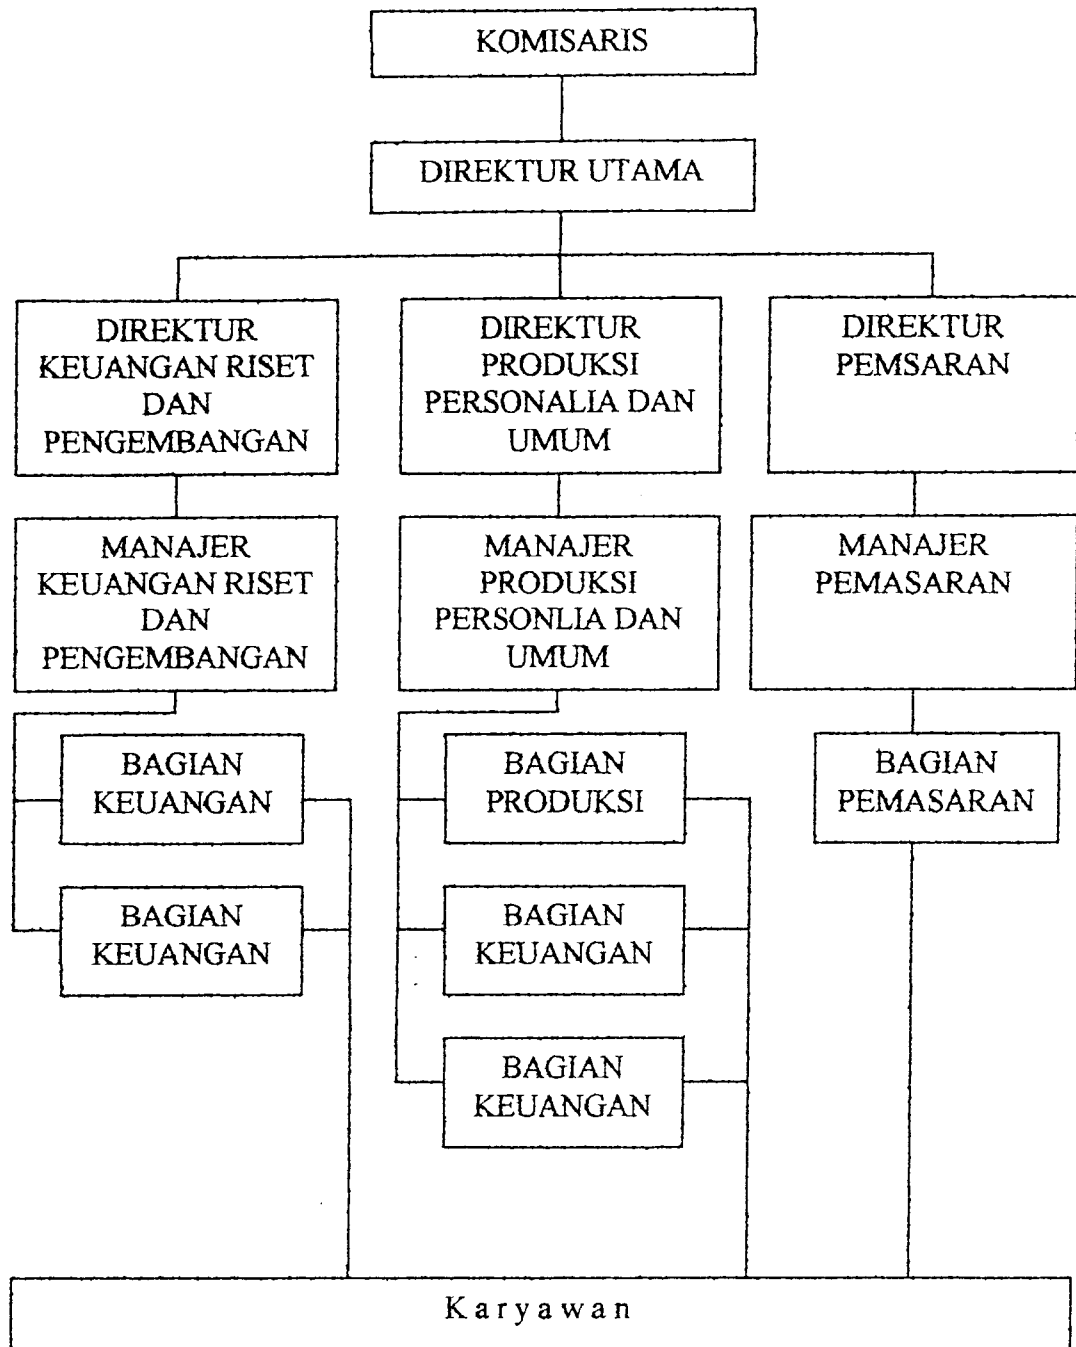 KOMISARIS
DIREKTUR UTAMA
DIREKTUR
KEUANGAN RISET
DAN
PENGEMBANGAN
DIREKTUR
PRODUKSI
PERSONALIA DAN
UMUM
DIREKTUR
PEMSARAN
MANAJER
KEUANGAN RISET
DAN
PENGEMBANGAN
MANAJER
PRODUKSI
PERSONLIA DAN
UMUM
MANAJER
PEMASARAN
BAGIAN
KEUANGAN
BAGIAN
PRODUKSI
BAGIAN
PEMASARAN
BAGIAN
KEUANGAN
BAGIAN
KEUANGAN
BAGIAN
KEUANGAN
Karyawan